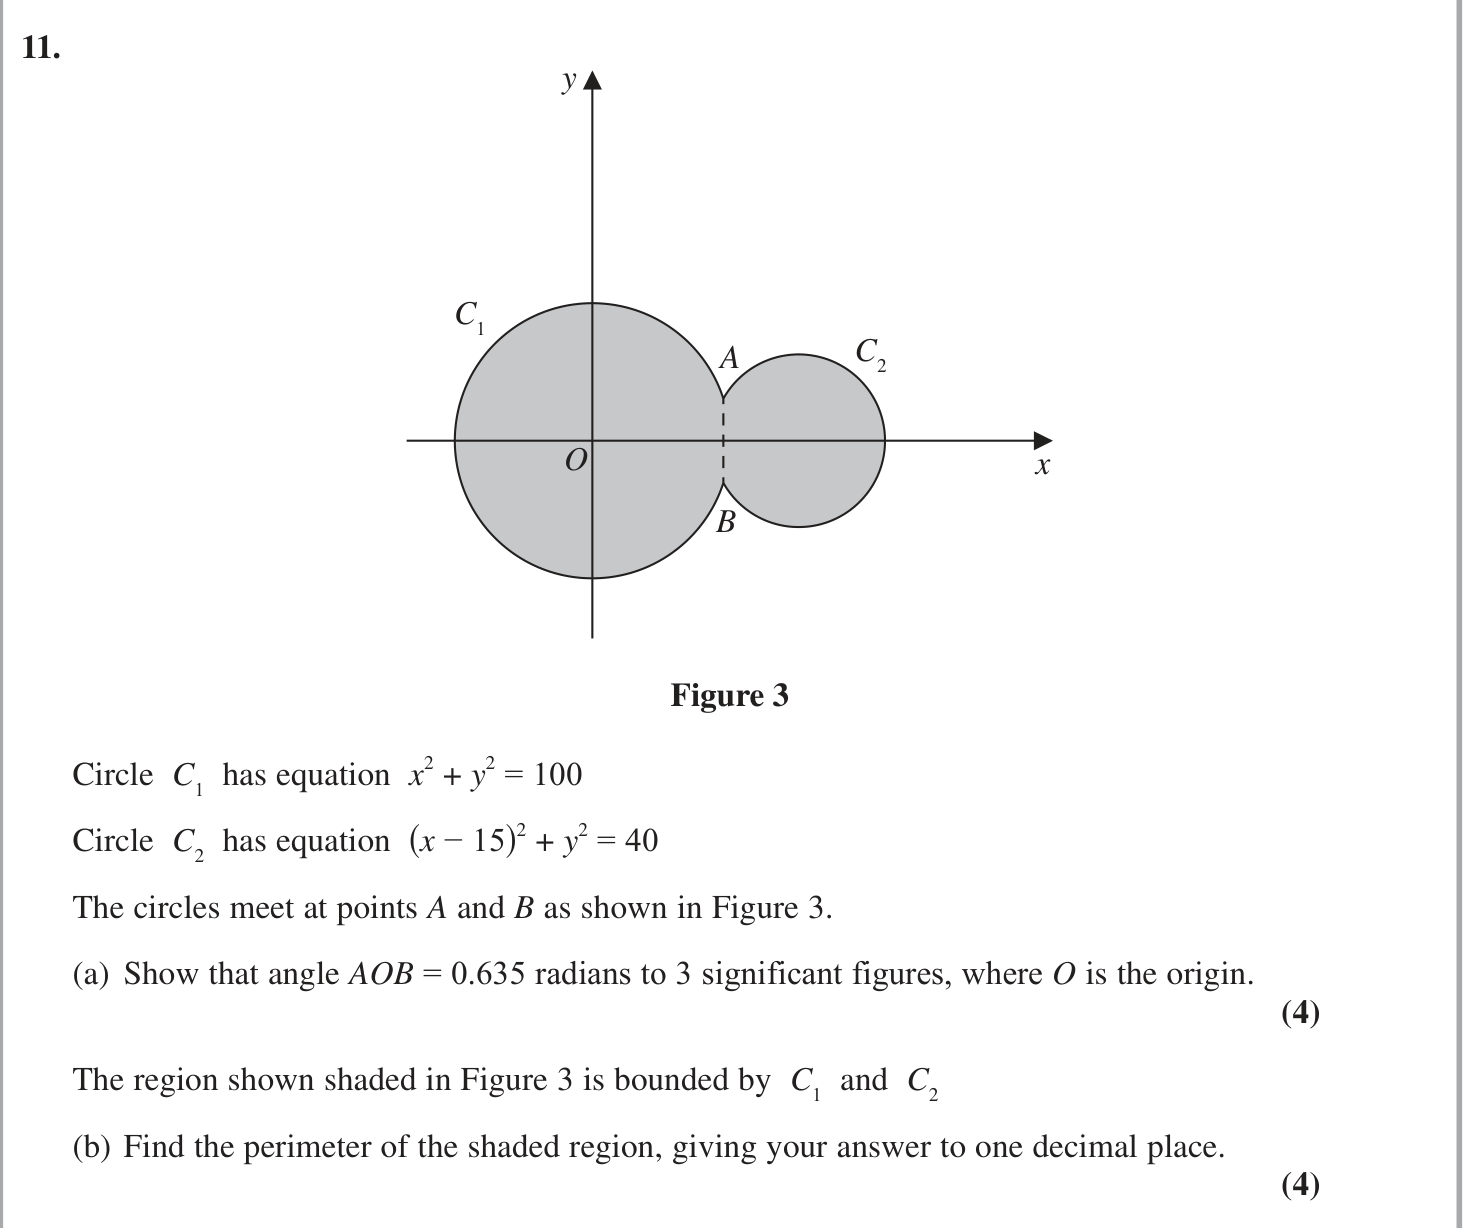 11.
y
C₁
A
C₂
O
x
B
Figure 3
Circle C₁ has equation x² + y² = 100
Circle C₂ has equation (x − 15)² + y² = 40
The circles meet at points A and B as shown in Figure 3.
(a) Show that angle AOB = 0.635 radians to 3 significant figures, where O is the origin.
(4)
The region shown shaded in Figure 3 is bounded by C₁ and C₂
(b) Find the perimeter of the shaded region, giving your answer to one decimal place.
(4)